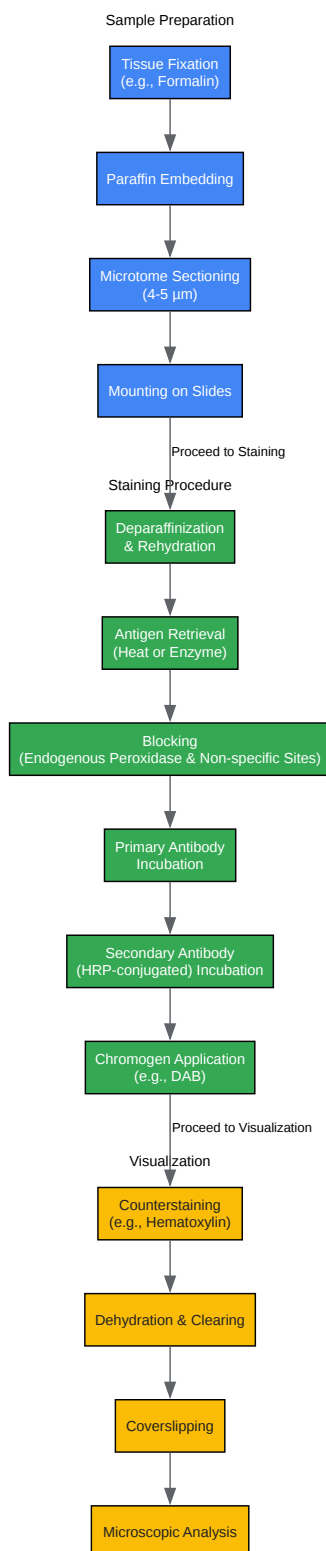 Sample Preparation
Tissue Fixation
(e.g., Formalin)
Paraffin Embedding
Microtome Sectioning
(4-5 µm)
Mounting on Slides
Proceed to Staining
Staining Procedure
Deparaffinization
& Rehydration
Antigen Retrieval
(Heat or Enzyme)
Blocking
(Endogenous Peroxidase & Non-specific Sites)
Primary Antibody
Incubation
Secondary Antibody
(HRP-conjugated) Incubation
Chromogen Application
(e.g., DAB)
Proceed to Visualization
Visualization
Counterstaining
(e.g., Hematoxylin)
Dehydration & Clearing
Coverslipping
Microscopic Analysis